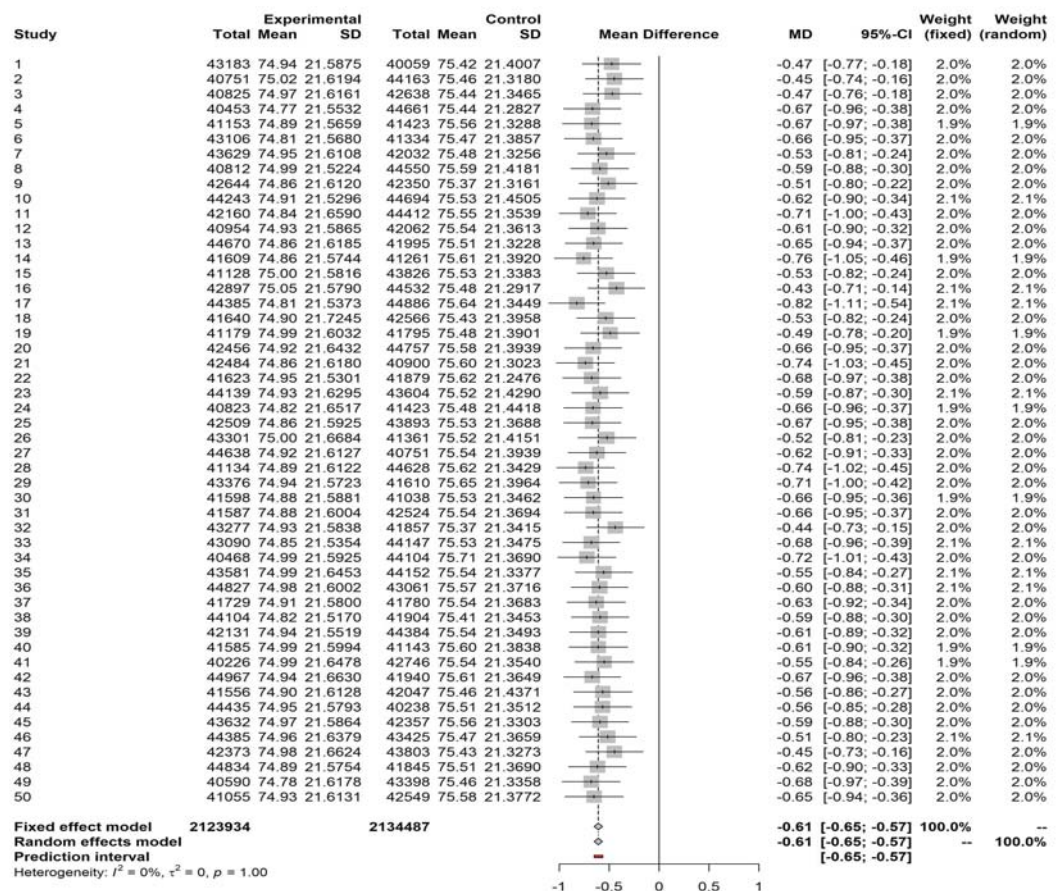 Experimental Control Weight Weight
Study Total Mean SD Total Mean SD Mean Difference MD 95%-CI (fixed) (random)
1 43183 74.94 21.5875 40059 75.42 21.4007 -0.47 [-0.77; -0.18] 2.0% 2.0%
2 40751 75.02 21.6194 44163 75.46 21.3180 -0.45 [-0.74; -0.16] 2.0% 2.0%
3 40825 74.97 21.6161 42638 75.44 21.3465 -0.47 [-0.76; -0.18] 2.0% 2.0%
4 40453 74.77 21.5532 44661 75.44 21.2827 -0.67 [-0.96; -0.38] 2.0% 2.0%
5 41153 74.89 21.5659 41423 75.56 21.3288 -0.67 [-0.97; -0.38] 1.9% 1.9%
6 43106 74.81 21.5680 41334 75.47 21.3857 -0.66 [-0.95; -0.37] 2.0% 2.0%
7 43629 74.95 21.6108 42032 75.48 21.3256 -0.53 [-0.81; -0.24] 2.0% 2.0%
8 40812 74.99 21.5224 44550 75.59 21.4181 -0.59 [-0.88; -0.30] 2.0% 2.0%
9 42644 74.86 21.6120 42350 75.37 21.3161 -0.51 [-0.80; -0.22] 2.0% 2.0%
10 44243 74.91 21.5296 44694 75.53 21.4505 -0.62 [-0.90; -0.34] 2.1% 2.1%
11 42160 74.84 21.6590 44412 75.55 21.3539 -0.71 [-1.00; -0.43] 2.0% 2.0%
12 40954 74.93 21.5865 42062 75.54 21.3613 -0.61 [-0.90; -0.32] 2.0% 2.0%
13 44670 74.86 21.6185 41995 75.51 21.3228 -0.65 [-0.94; -0.37] 2.0% 2.0%
14 41609 74.86 21.5744 41261 75.61 21.3920 -0.76 [-1.05; -0.46] 1.9% 1.9%
15 41128 75.00 21.5816 43826 75.53 21.3383 -0.53 [-0.82; -0.24] 2.0% 2.0%
16 42897 75.05 21.5790 44532 75.48 21.2917 -0.43 [-0.71; -0.14] 2.1% 2.1%
17 44385 74.81 21.5373 44886 75.64 21.3449 -0.82 [-1.11; -0.54] 2.1% 2.1%
18 41640 74.90 21.7245 42566 75.43 21.3958 -0.53 [-0.82; -0.24] 2.0% 2.0%
19 41179 74.99 21.6032 41795 75.48 21.3901 -0.49 [-0.78; -0.20] 1.9% 1.9%
20 42456 74.92 21.6432 44757 75.58 21.3939 -0.66 [-0.95; -0.37] 2.0% 2.0%
21 42484 74.86 21.6180 40900 75.60 21.3023 -0.74 [-1.03; -0.45] 2.0% 2.0%
22 41623 74.95 21.5301 41879 75.62 21.2476 -0.68 [-0.97; -0.38] 2.0% 2.0%
23 44139 74.93 21.6295 43604 75.52 21.4290 -0.59 [-0.87; -0.30] 2.1% 2.1%
24 40823 74.82 21.6517 41423 75.48 21.4418 -0.66 [-0.96; -0.37] 1.9% 1.9%
25 42509 74.86 21.5925 43893 75.53 21.3688 -0.67 [-0.95; -0.38] 2.0% 2.0%
26 43301 75.00 21.6684 41361 75.52 21.4151 -0.52 [-0.81; -0.23] 2.0% 2.0%
27 44638 74.92 21.6127 40751 75.54 21.3939 -0.62 [-0.91; -0.33] 2.0% 2.0%
28 41134 74.89 21.6122 44628 75.62 21.3429 -0.74 [-1.02; -0.45] 2.0% 2.0%
29 43376 74.94 21.5723 41610 75.65 21.3964 -0.71 [-1.00; -0.42] 2.0% 2.0%
30 41598 74.88 21.5881 41038 75.53 21.3462 -0.66 [-0.95; -0.36] 1.9% 1.9%
31 41587 74.88 21.6004 42524 75.54 21.3694 -0.66 [-0.95; -0.37] 2.0% 2.0%
32 43277 74.93 21.5838 41857 75.37 21.3415 -0.44 [-0.73; -0.15] 2.0% 2.0%
33 43090 74.85 21.5354 44147 75.53 21.3475 -0.68 [-0.96; -0.39] 2.1% 2.1%
34 40468 74.99 21.5925 44104 75.71 21.3690 -0.72 [-1.01; -0.43] 2.0% 2.0%
35 43581 74.99 21.6453 44152 75.54 21.3377 -0.55 [-0.84; -0.27] 2.1% 2.1%
36 44827 74.98 21.6002 43061 75.57 21.3716 -0.60 [-0.88; -0.31] 2.1% 2.1%
37 41729 74.91 21.5800 41780 75.54 21.3683 -0.63 [-0.92; -0.34] 2.0% 2.0%
38 44104 74.82 21.5170 41904 75.41 21.3453 -0.59 [-0.88; -0.30] 2.0% 2.0%
39 42131 74.94 21.5519 44384 75.54 21.3493 -0.61 [-0.89; -0.32] 2.0% 2.0%
40 41585 74.99 21.5994 41143 75.60 21.3838 -0.61 [-0.90; -0.32] 1.9% 1.9%
41 40226 74.99 21.6478 42746 75.54 21.3540 -0.55 [-0.84; -0.26] 1.9% 1.9%
42 44967 74.94 21.6630 41940 75.61 21.3649 -0.67 [-0.96; -0.38] 2.0% 2.0%
43 41556 74.90 21.6128 42047 75.46 21.4371 -0.56 [-0.86; -0.27] 2.0% 2.0%
44 44435 74.95 21.5793 40238 75.51 21.3512 -0.56 [-0.85; -0.28] 2.0% 2.0%
45 43632 74.97 21.5864 42357 75.56 21.3303 -0.59 [-0.88; -0.30] 2.0% 2.0%
46 44385 74.96 21.6379 43425 75.47 21.3659 -0.51 [-0.80; -0.23] 2.1% 2.1%
47 42373 74.98 21.6624 43803 75.43 21.3273 -0.45 [-0.73; -0.16] 2.0% 2.0%
48 44834 74.89 21.5754 41845 75.51 21.3690 -0.62 [-0.90; -0.33] 2.0% 2.0%
49 40590 74.78 21.6178 43398 75.46 21.3358 -0.68 [-0.97; -0.39] 2.0% 2.0%
50 41055 74.93 21.6131 42549 75.58 21.3772 -0.65 [-0.94; -0.36] 2.0% 2.0%
Fixed effect model 2123934 2134487 -0.61 [-0.65; -0.57] 100.0% --
Random effects model -0.61 [-0.65; -0.57] -- 100.0%
Prediction interval [-0.65; -0.57]
Heterogeneity: I² = 0%, τ² = 0, p = 1.00
-1 -0.5 0 0.5 1